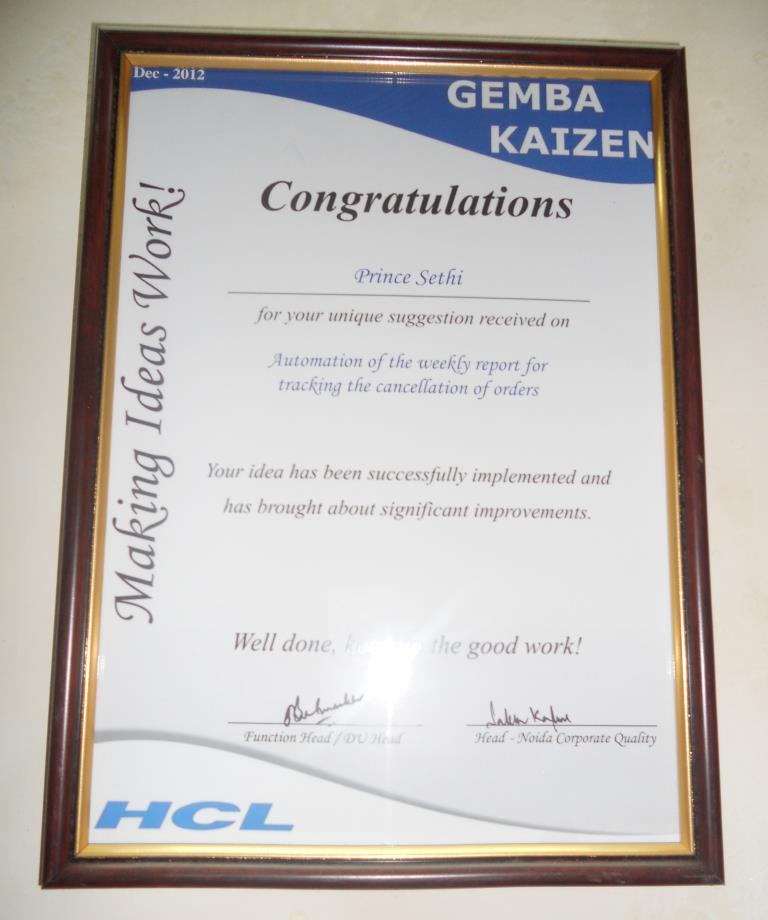 Dec - 2012
GEMBA
KAIZEN
Making Ideas Work!
Congratulations
Prince Sethi
for your unique suggestion received on
Automation of the weekly report for
tracking the cancellation of orders
Your idea has been successfully implemented and
has brought about significant improvements.
Well done, keep up the good work!
Function Head / DU Head
Head - Noida Corporate Quality
HCL